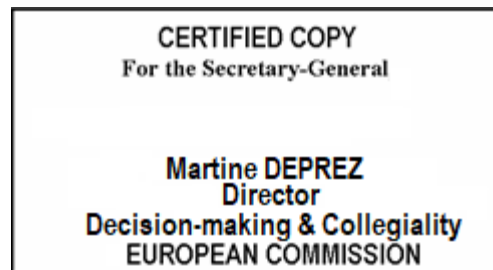 CERTIFIED COPY
For the Secretary-General
Martine DEPREZ
Director
Decision-making & Collegiality
EUROPEAN COMMISSION